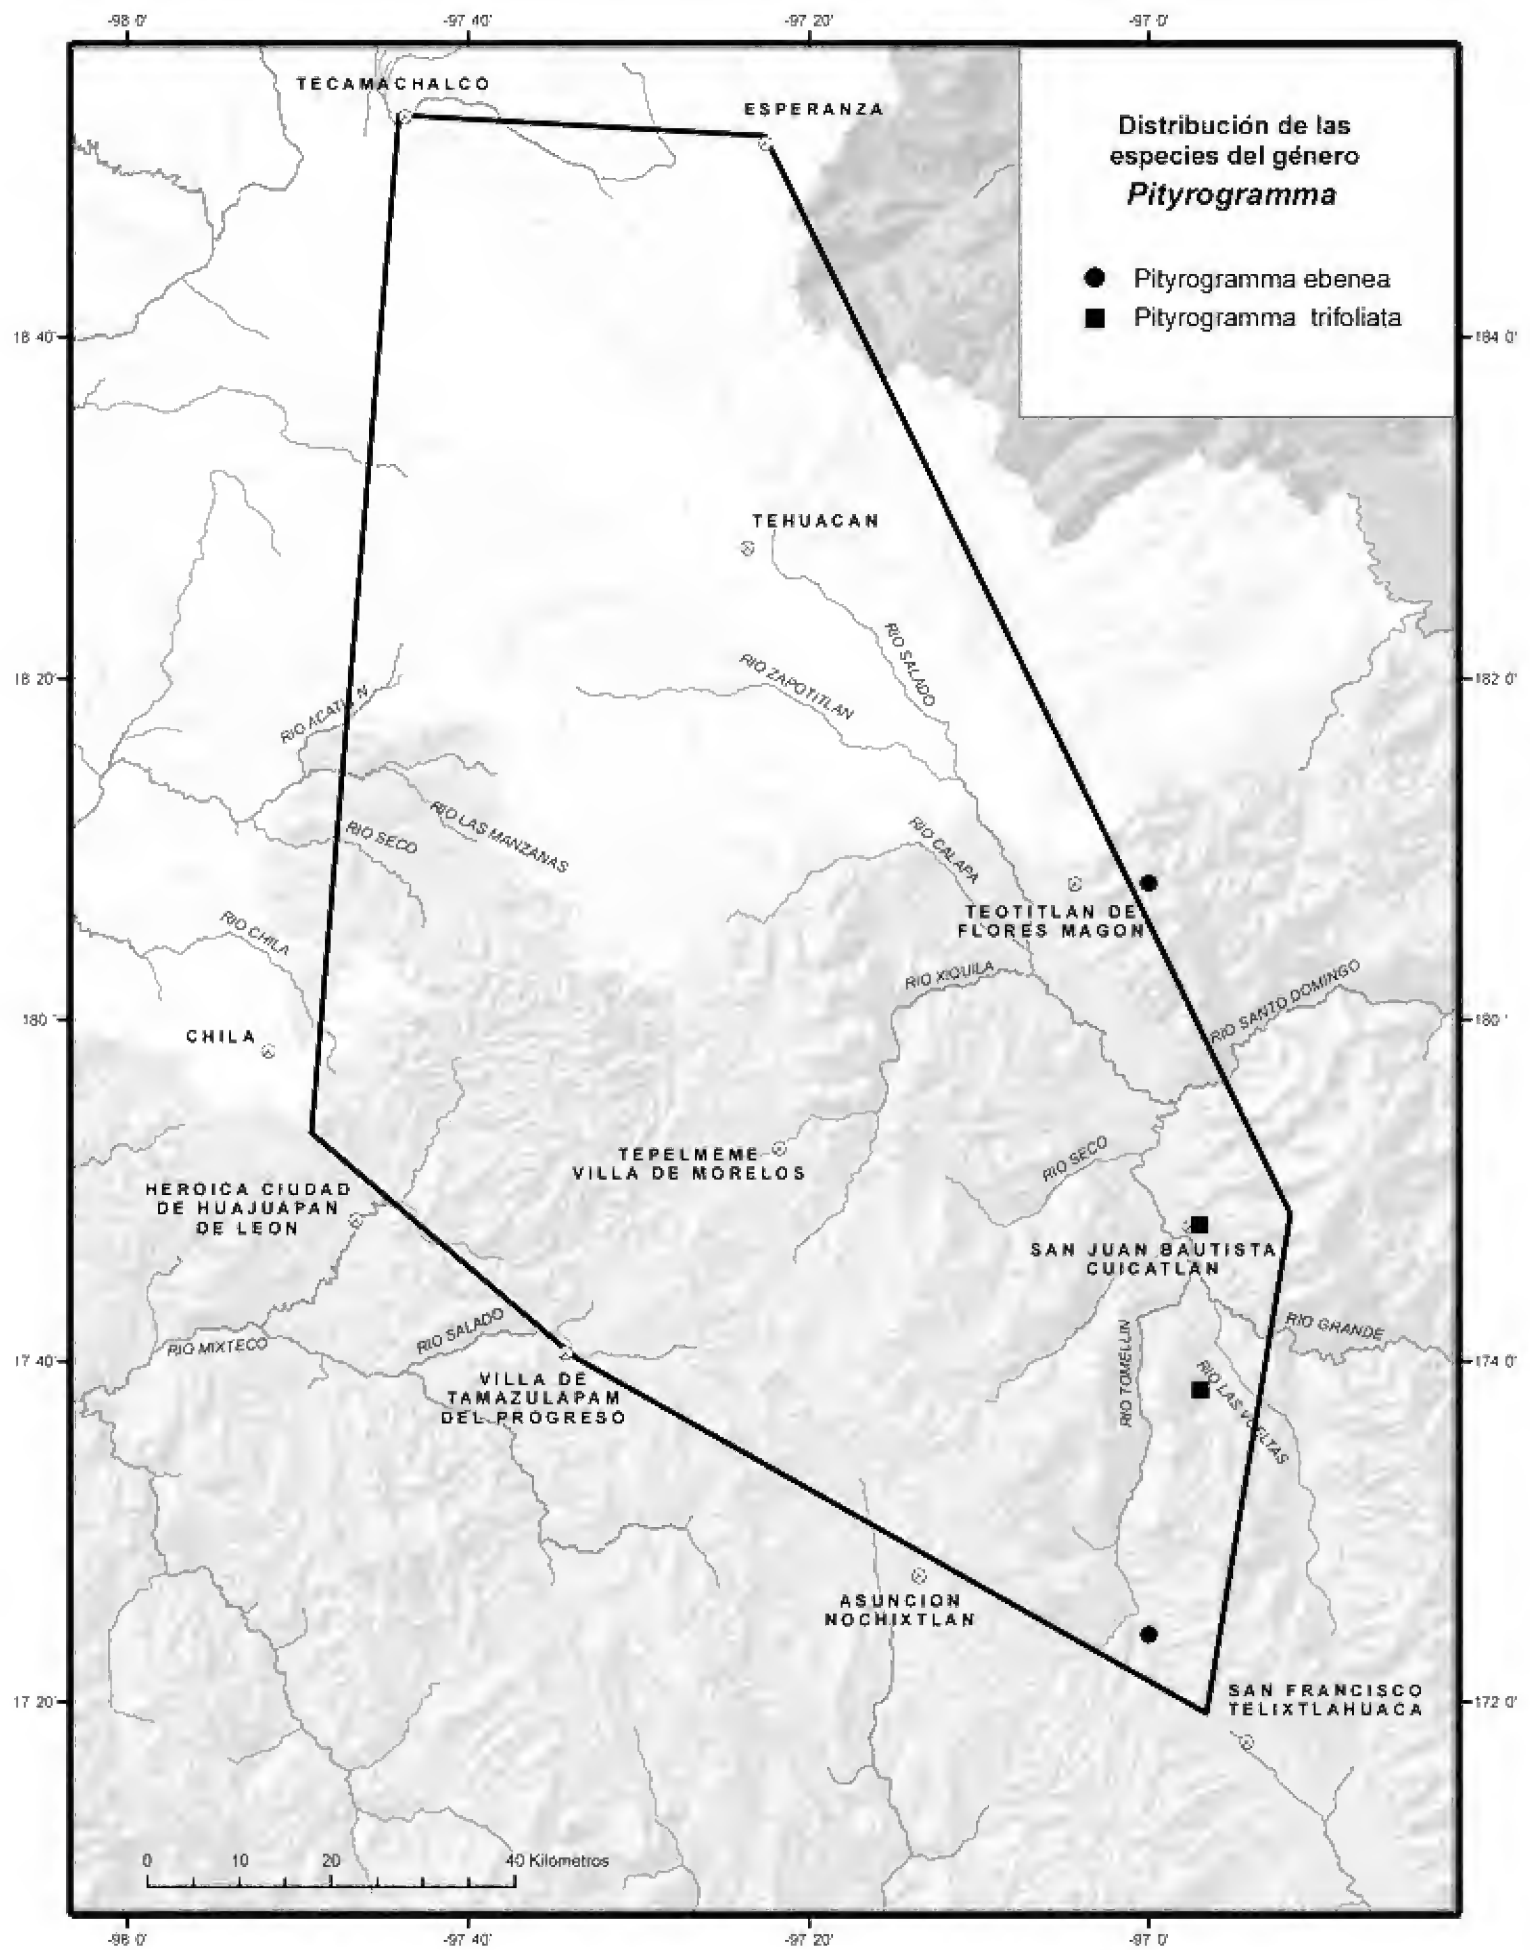 -98 0'
-97 40'
-97 20'
-97 0'
TECAMACHALCO
ESPERANZA
Distribución de las
especies del género
Pityrogramma
Pityrogramma ebenea
Pityrogramma trifoliata
18 40'
184 0'
TEHUACAN
RIO SALADO
RIO ZAPOTITLAN
18 20'
182 0'
RIO ACATLAN
RIO LAS MANZANAS
RIO SECO
RIO CALAPA
TEOTITLAN DE
FLORES MAGON
RIO CHILA
RIO XIQUILA
RIO SANTO DOMINGO
180 '
180 '
CHILA
TEPELMEME
VILLA DE MORELOS
RIO SECO
HEROICA CIUDAD
DE HUAJUAPAN
DE LEON
SAN JUAN BAUTISTA
CUICATLAN
RIO GRANDE
RIO SALADO
RIO MIXTECO
17 40'
174 0'
RIO TOMELLIN
RIO LAS VUELTAS
VILLA DE
TAMAZULAPAM
DEL PROGRESO
ASUNCION
NOCHIXTLAN
17 20'
172 0'
SAN FRANCISCO
TELIXTLAHUACA
0 10 20 40 Kilómetros
-98 0'
-97 40'
-97 20'
-97 0'